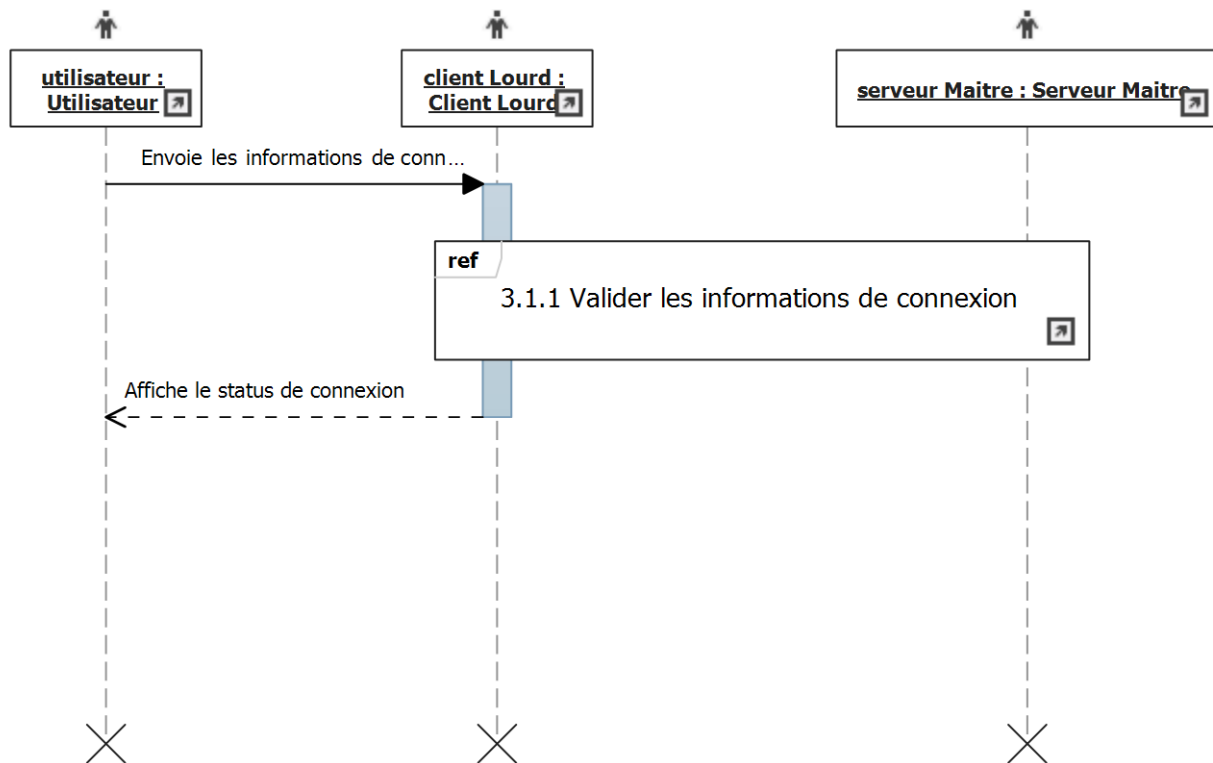 utilisateur :
Utilisateur
client Lourd :
Client Lourd
serveur Maitre : Serveur Maitre
Envoie les informations de conn...
ref
3.1.1 Valider les informations de connexion
Affiche le status de connexion